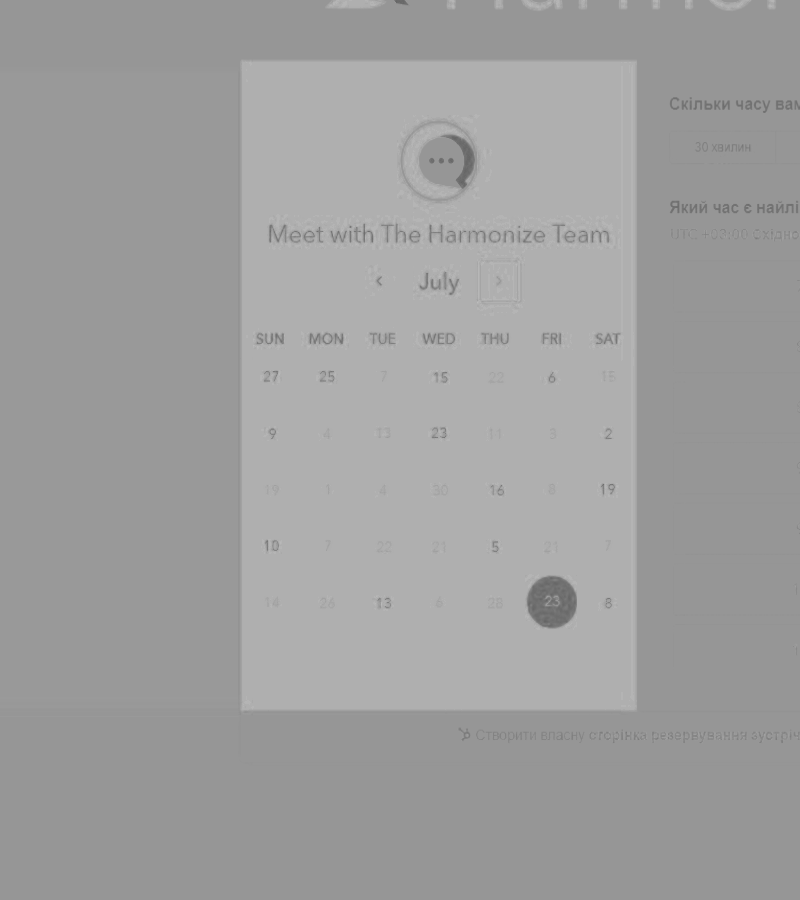 Meet with The Harmonize Team
July
SUN MON TUE WED THU FRI SAT
27 25 7 15 22 6 15
9 4 13 23 11 3 2
19 1 4 30 16 8 19
10 7 22 21 5 21 7
14 26 13 6 28 23 8
Скільки часу вам
30 хвилин
Який час є найлі
UTC +02:00 Східно
Створити власну сторінка резервування зустріч